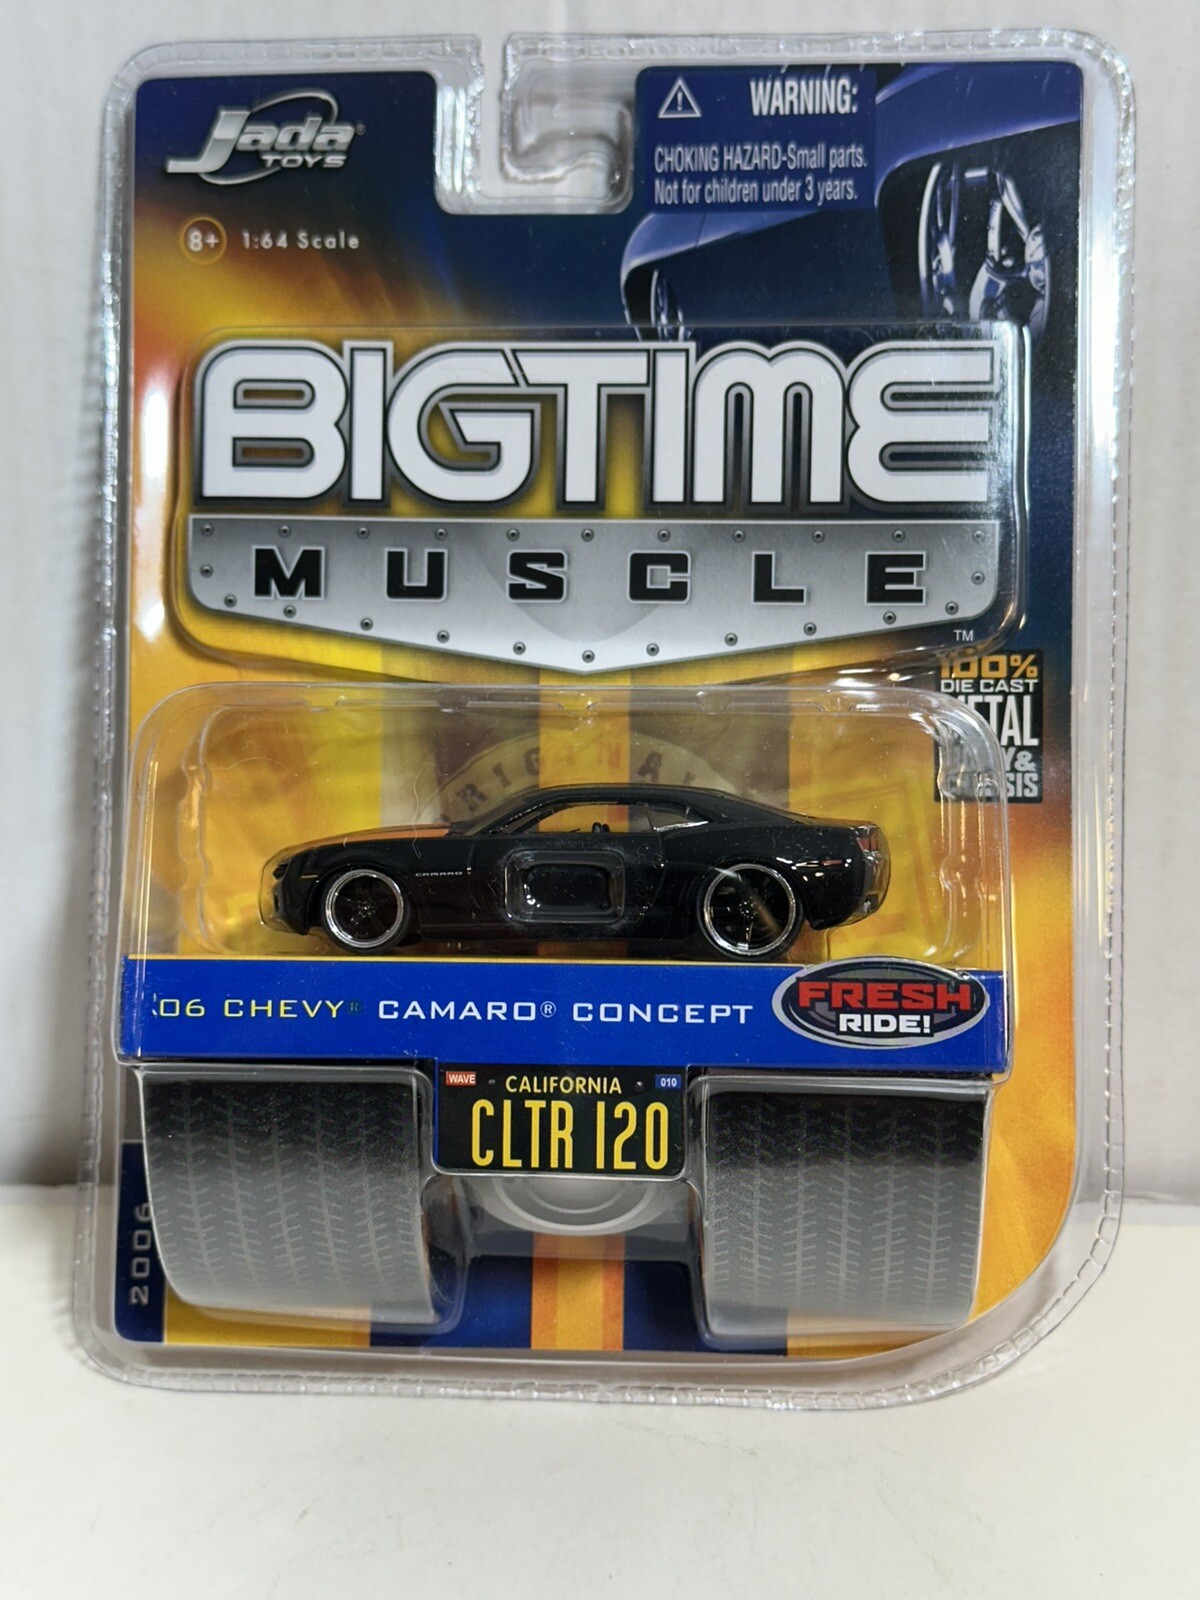 Jada®
TOYS
8+ 1:64 Scale
WARNING:
CHOKING HAZARD-Small parts.
Not for children under 3 years.
BIGTIME
MUSCLE
TM
100%
DIE CAST
METAL
CAMARO
'06 CHEVY® CAMARO® CONCEPT
FRESH
RIDE!
WAVE CALIFORNIA 010
CLTR 120
2006